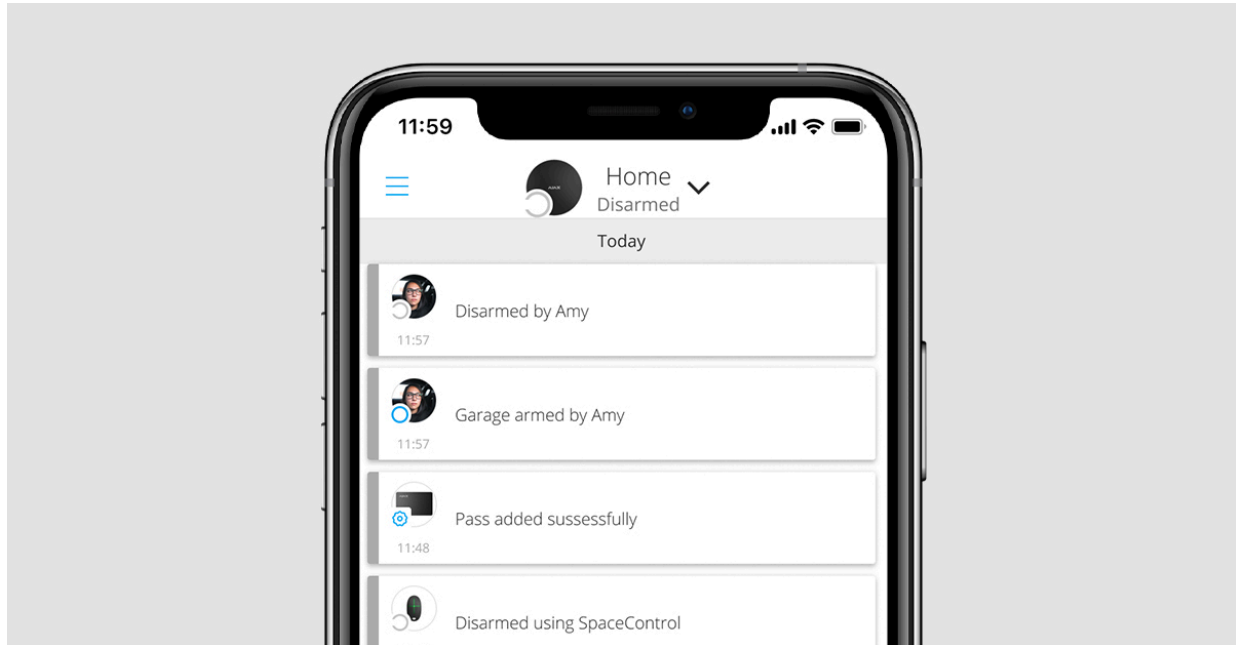 11:59
Home
Disarmed
Today
Disarmed by Amy
11:57
Garage armed by Amy
11:57
Pass added sussessfully
11:48
Disarmed using SpaceControl